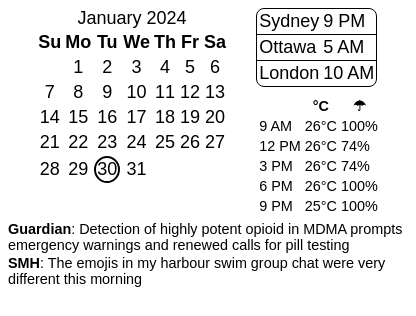 January 2024
Su Mo Tu We Th Fr Sa
1 2 3 4 5 6
7 8 9 10 11 12 13
14 15 16 17 18 19 20
21 22 23 24 25 26 27
28 29 30 31
Sydney 9 PM
Ottawa 5 AM
London 10 AM
°C ☂
9 AM 26°C 100%
12 PM 26°C 74%
3 PM 26°C 74%
6 PM 26°C 100%
9 PM 25°C 100%
Guardian: Detection of highly potent opioid in MDMA prompts
emergency warnings and renewed calls for pill testing
SMH: The emojis in my harbour swim group chat were very
different this morning